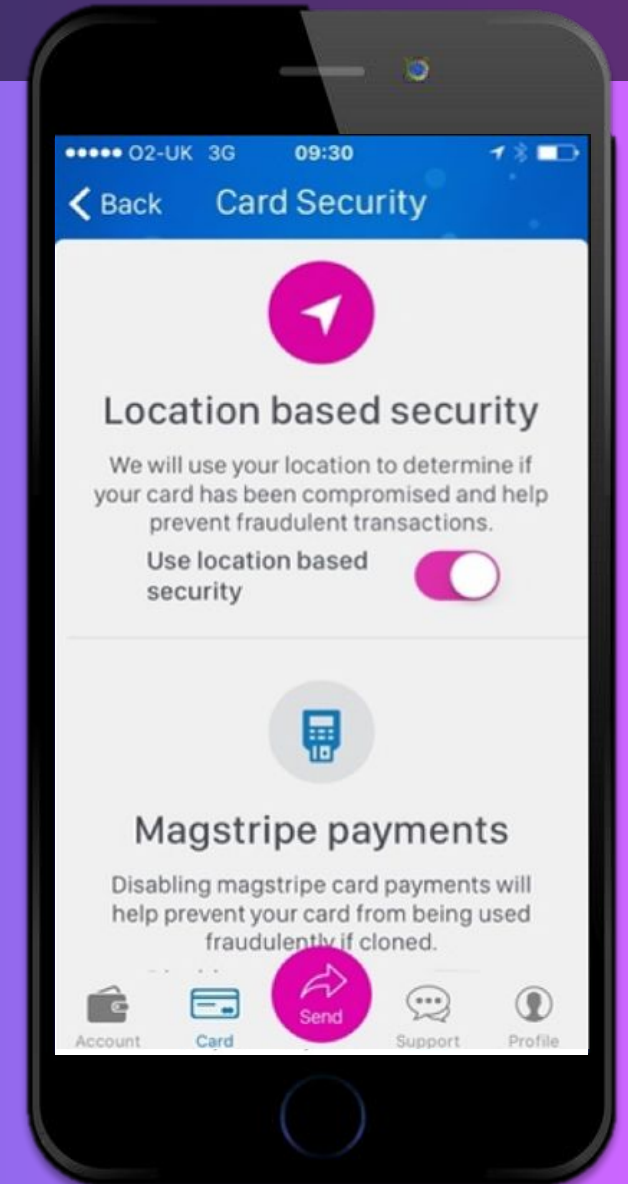 O2-UK 3G 09:30
Back Card Security
Location based security
We will use your location to determine if
your card has been compromised and help
prevent fraudulent transactions.
Use location based
security
Magstripe payments
Disabling magstripe card payments will
help prevent your card from being used
fraudulently if cloned.
Account Card Send Support Profile